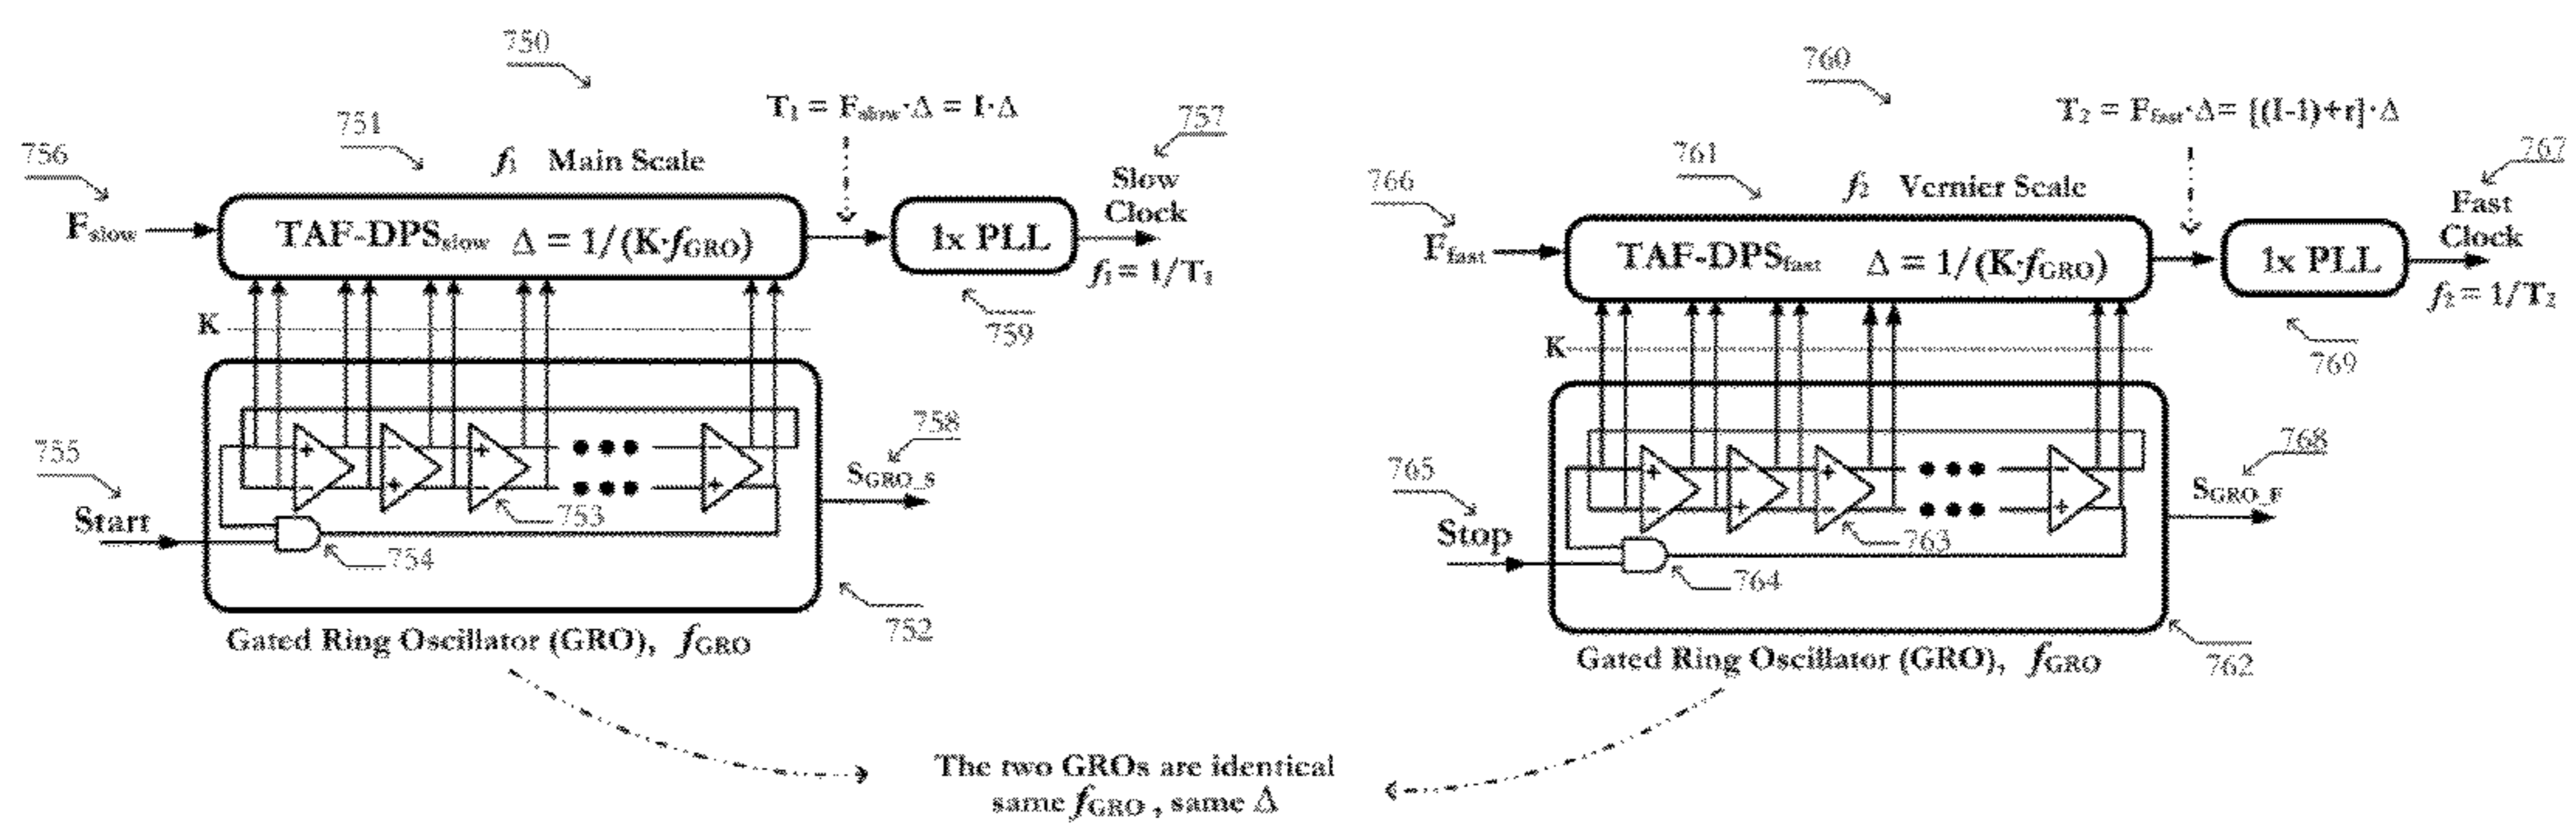 750
T₁ = F_slow·Δ = I·Δ
757
751
756
f₁ Main Scale
Slow
Clock
F_slow
TAF-DPS_slow Δ = 1/(K·f_GRO)
1x PLL
f₁ = 1/T₁
K
759
755
758
+ - + -
S_GRO_S
- + - +
753
Start
754
752
Gated Ring Oscillator (GRO), f_GRO
760
T₂ = F_fast·Δ= [(I-1)+r]·Δ
767
761
766
f₂ Vernier Scale
Fast
Clock
F_fast
TAF-DPS_fast Δ = 1/(K·f_GRO)
1x PLL
f₂ = 1/T₂
K
769
765
768
+ - + -
S_GRO_F
- + - +
763
Stop
764
762
Gated Ring Oscillator (GRO), f_GRO
The two GROs are identical
same f_GRO , same Δ